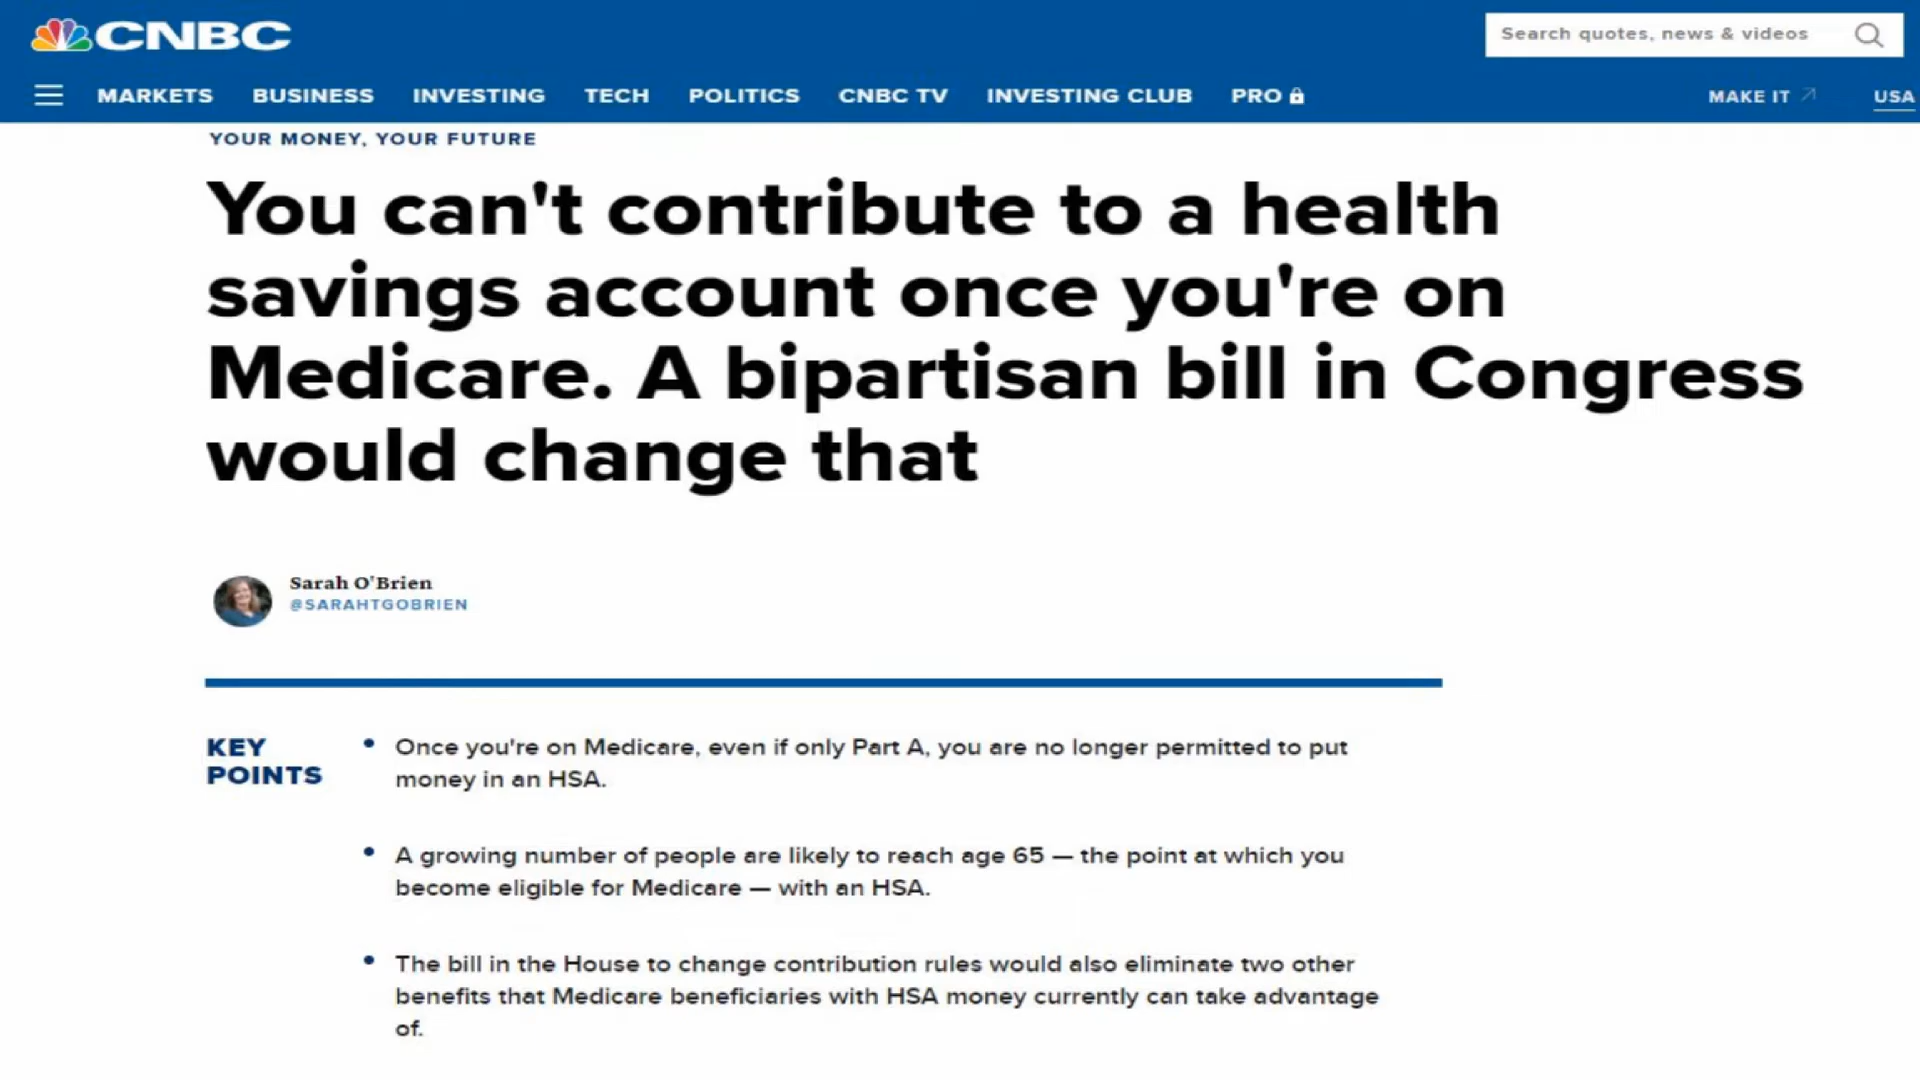 CNBC
Search quotes, news & videos
MARKETS BUSINESS INVESTING TECH POLITICS CNBC TV INVESTING CLUB PRO MAKE IT USA
YOUR MONEY, YOUR FUTURE
You can't contribute to a health
savings account once you're on
Medicare. A bipartisan bill in Congress
would change that
Sarah O'Brien
@SARAHTGOBRIEN
KEY
POINTS
Once you're on Medicare, even if only Part A, you are no longer permitted to put
money in an HSA.
A growing number of people are likely to reach age 65 — the point at which you
become eligible for Medicare — with an HSA.
The bill in the House to change contribution rules would also eliminate two other
benefits that Medicare beneficiaries with HSA money currently can take advantage
of.